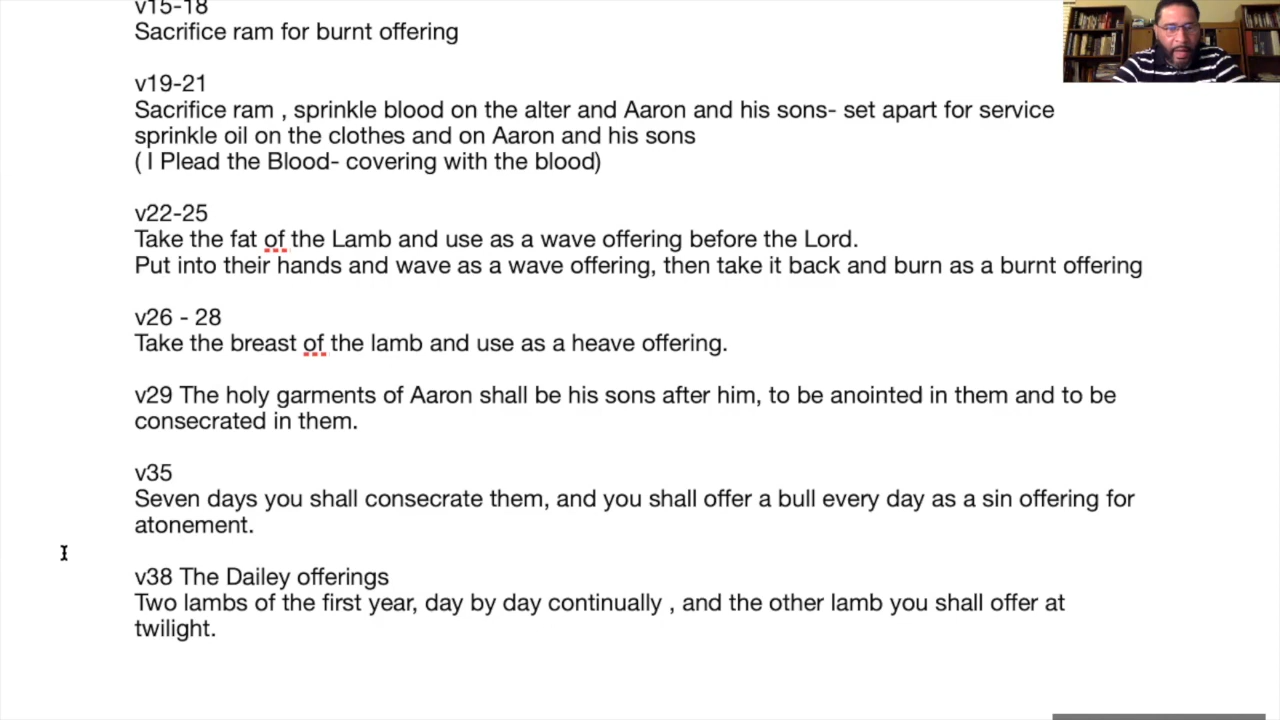 v15-18
Sacrifice ram for burnt offering
v19-21
Sacrifice ram , sprinkle blood on the alter and Aaron and his sons- set apart for service
sprinkle oil on the clothes and on Aaron and his sons
( I Plead the Blood- covering with the blood)
v22-25
Take the fat of the Lamb and use as a wave offering before the Lord.
Put into their hands and wave as a wave offering, then take it back and burn as a burnt offering
v26 - 28
Take the breast of the lamb and use as a heave offering.
v29 The holy garments of Aaron shall be his sons after him, to be anointed in them and to be
consecrated in them.
v35
Seven days you shall consecrate them, and you shall offer a bull every day as a sin offering for
atonement.
v38 The Dailey offerings
Two lambs of the first year, day by day continually , and the other lamb you shall offer at
twilight.